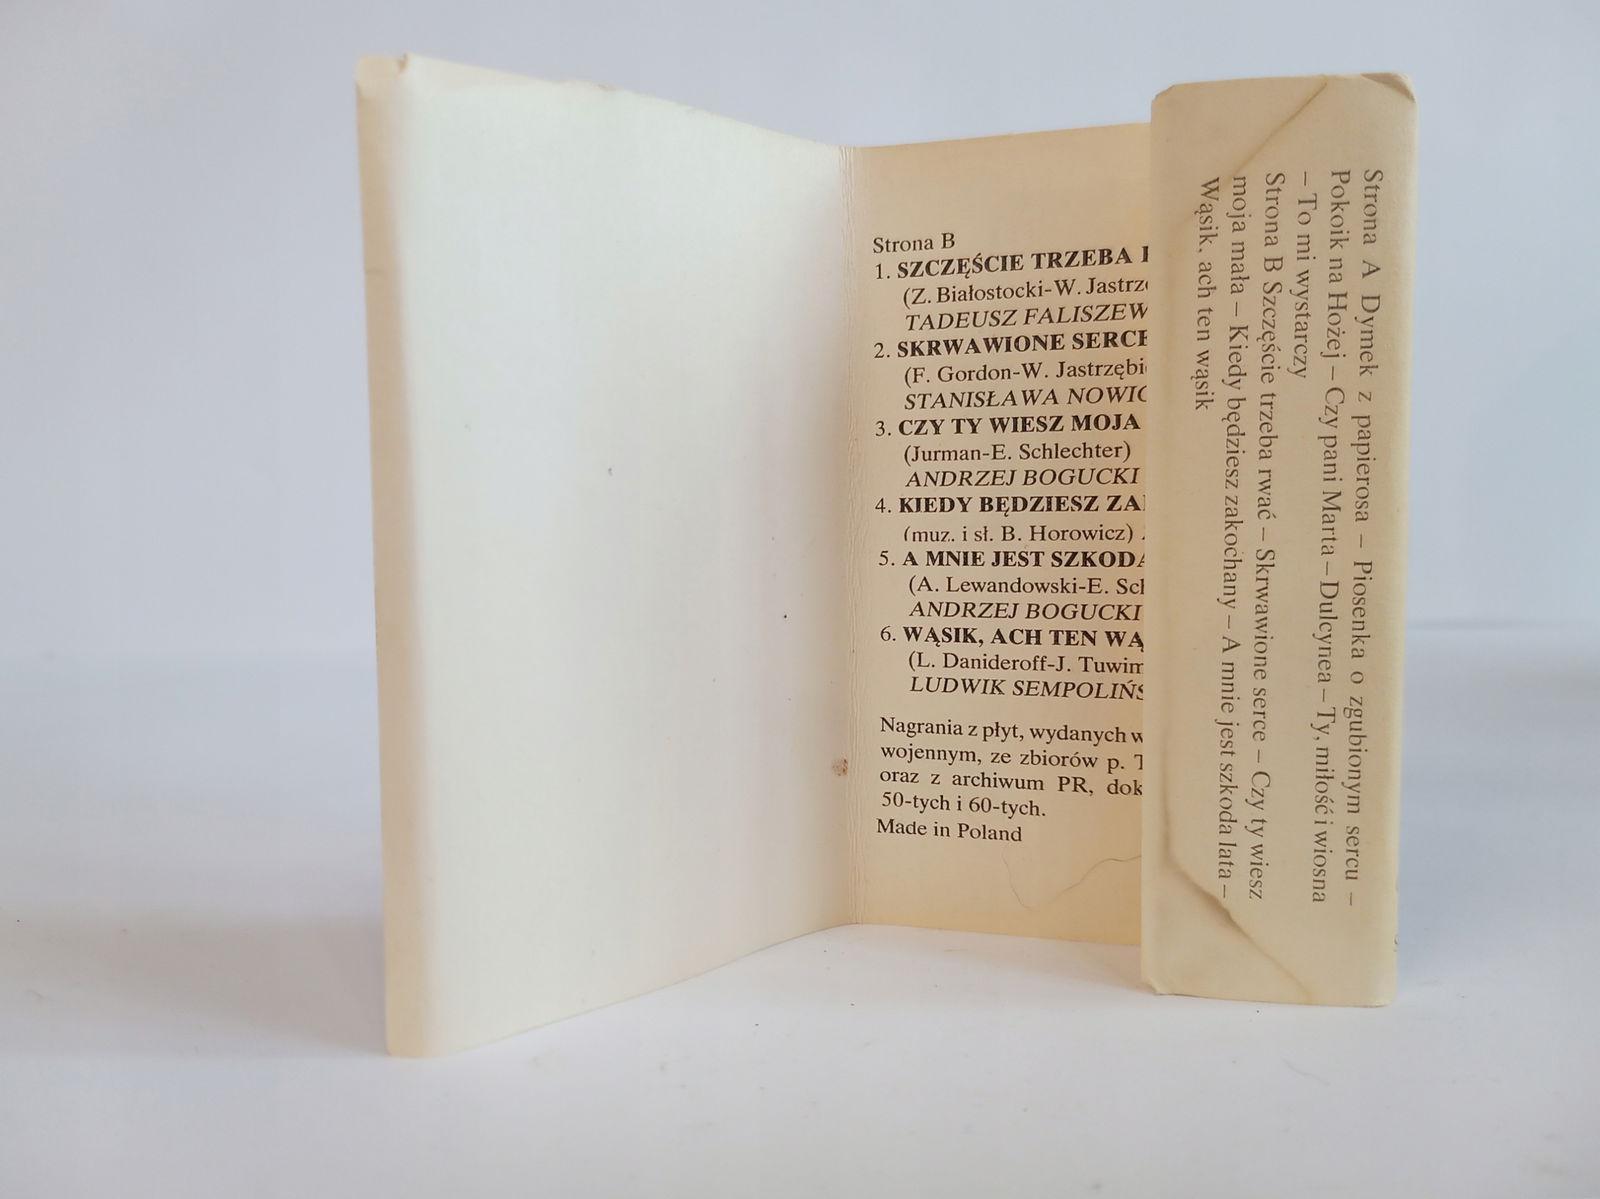 Strona B
1. SZCZĘŚCIE TRZEBA
(Z. Białostocki-W. Jastrzę
TADEUSZ FALISZEW
2. SKRWAWIONE SERCE
(F. Gordon-W. Jastrzębi
STANISŁAWA NOWIC
3. CZY TY WIESZ MOJA
(Jurman-E. Schlechter)
ANDRZEJ BOGUCKI
4. KIEDY BĘDZIESZ ZA
(muz. i sł. B. Horowicz)
5. A MNIE JEST SZKODA
(A. Lewandowski-E. Sch
ANDRZEJ BOGUCKI
6. WĄSIK, ACH TEN WĄ
(L. Danideroff-J. Tuwim
LUDWIK SEMPOLIŃS
Nagrania z płyt, wydanych w
wojennym, ze zbiorów p. T
oraz z archiwum PR, dok
50-tych i 60-tych.
Made in Poland
Strona A Dymek z papierosa – Piosenka o zgubionym sercu –
Pokoik na Hożej – Czy pani Marta – Dulcynea – Ty, miłość i wiosna
– To mi wystarczy
Strona B Szczęście trzeba rwać – Skrwawione serce – Czy ty wiesz
moja mała – Kiedy będziesz zakochany – A mnie jest szkoda lata –
Wąsik, ach ten wąsik